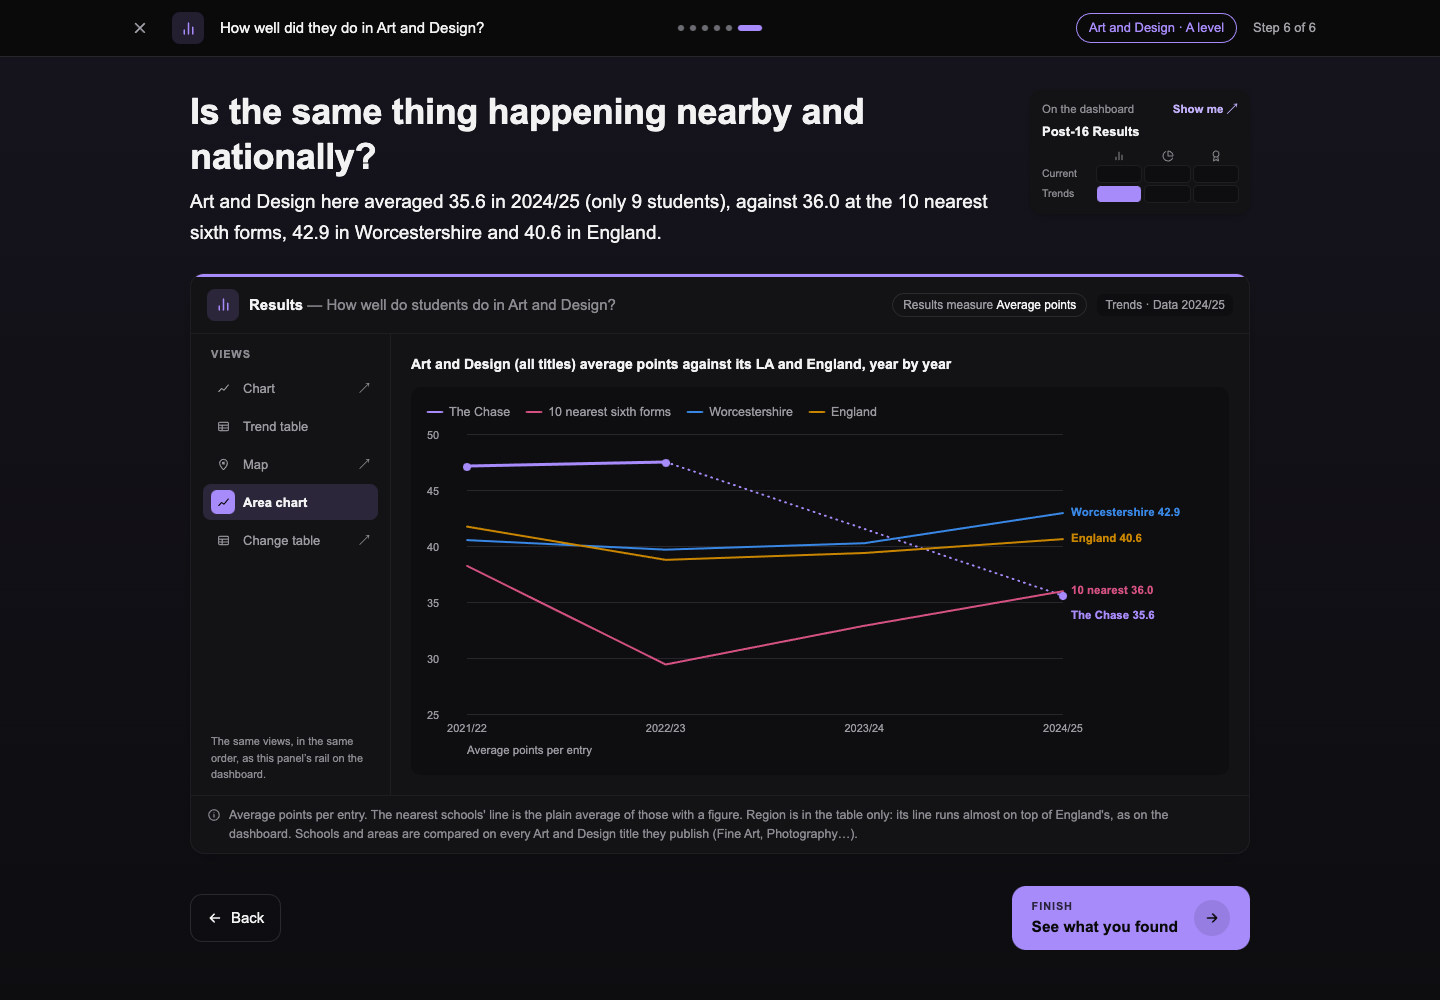 How well did they do in Art and Design?
Art and Design · A level
Step 6 of 6
Is the same thing happening nearby and
nationally?
Art and Design here averaged 35.6 in 2024/25 (only 9 students), against 36.0 at the 10 nearest
sixth forms, 42.9 in Worcestershire and 40.6 in England.
On the dashboard
Show me
Post-16 Results
Current
Trends
Results — How well do students do in Art and Design?
Results measure Average points
Trends · Data 2024/25
VIEWS
Chart
Trend table
Map
Area chart
Change table
The same views, in the same
order, as this panel's rail on the
dashboard.
Art and Design (all titles) average points against its LA and England, year by year
The Chase
10 nearest sixth forms
Worcestershire
England
50
45
40
35
30
25
Worcestershire 42.9
England 40.6
10 nearest 36.0
The Chase 35.6
2021/22
2022/23
2023/24
2024/25
Average points per entry
Average points per entry. The nearest schools' line is the plain average of those with a figure. Region is in the table only: its line runs almost on top of England's, as on the
dashboard. Schools and areas are compared on every Art and Design title they publish (Fine Art, Photography…).
Back
FINISH
See what you found